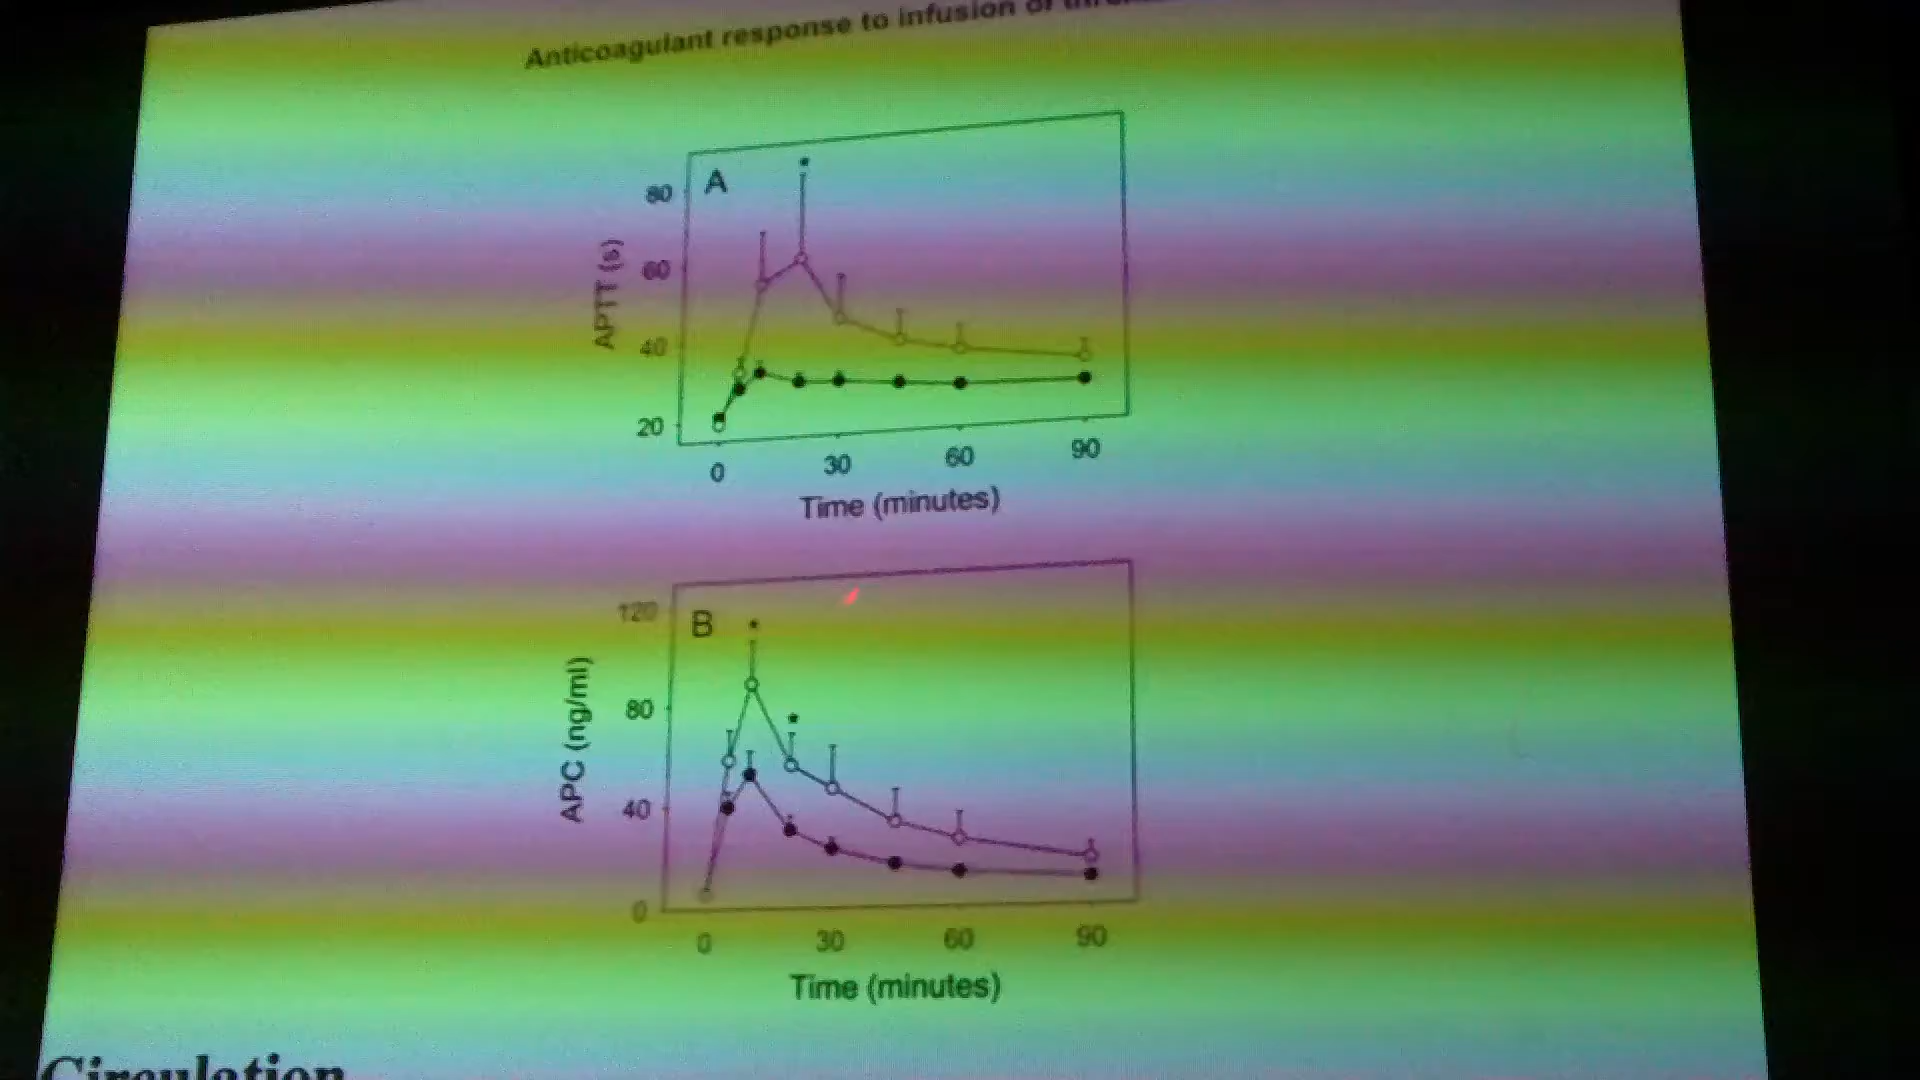 Anticoagulant response to infusion of
A
80
60
40
20
APTT (s)
0 30 60 90
Time (minutes)
B
120
80
40
0
APC (ng/ml)
0 30 60 90
Time (minutes)
Circulation